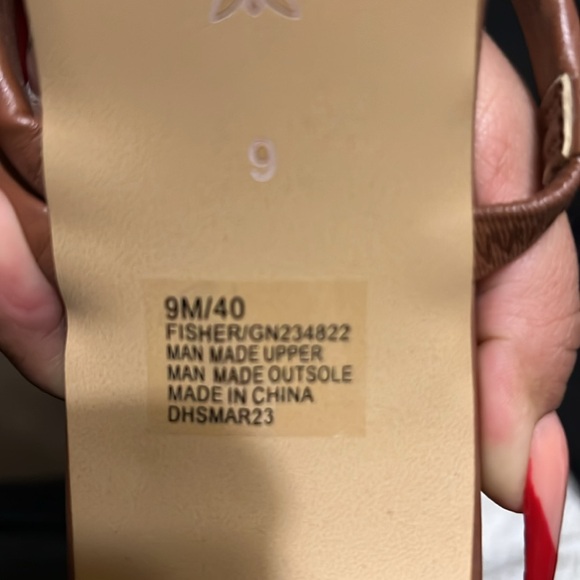 9
9M/40
FISHER/GN234822
MAN MADE UPPER
MAN MADE OUTSOLE
MADE IN CHINA
DHSMAR23